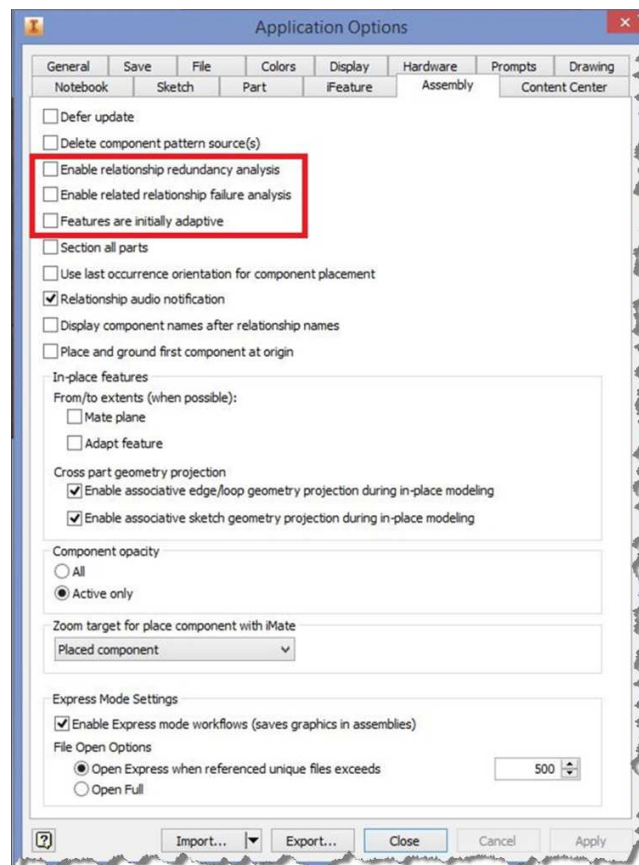 Application Options
General Save File Colors Display Hardware Prompts Drawing
Notebook Sketch Part iFeature Assembly Content Center
Defer update
Delete component pattern source(s)
Enable relationship redundancy analysis
Enable related relationship failure analysis
Features are initially adaptive
Section all parts
Use last occurrence orientation for component placement
Relationship audio notification
Display component names after relationship names
Place and ground first component at origin
In-place features
From/to extents (when possible):
Mate plane
Adapt feature
Cross part geometry projection
Enable associative edge/loop geometry projection during in-place modeling
Enable associative sketch geometry projection during in-place modeling
Component opacity
All
Active only
Zoom target for place component with iMate
Placed component
Express Mode Settings
Enable Express mode workflows (saves graphics in assemblies)
File Open Options
Open Express when referenced unique files exceeds 500
Open Full
Import... Export... Close Cancel Apply